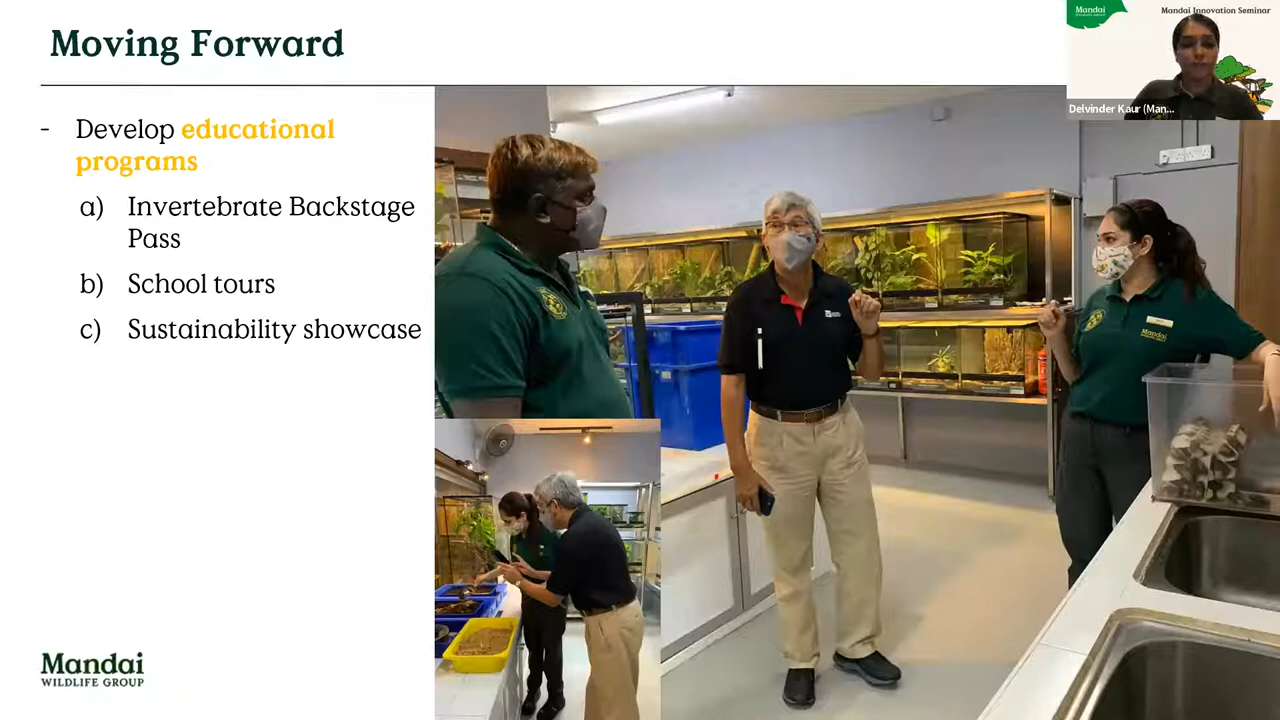 Moving Forward
Mandai
Mandai Innovation Seminar
Delvinder Kaur (Man...
- Develop educational
programs
a) Invertebrate Backstage
Pass
b) School tours
c) Sustainability showcase
Mandai
Mandai
WILDLIFE GROUP